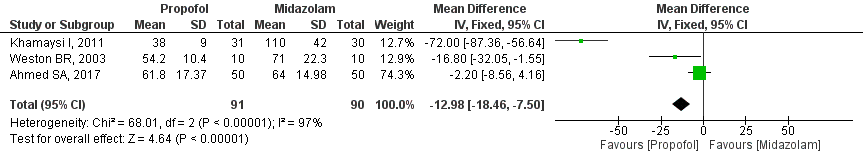 Propofol Midazolam Mean Difference Mean Difference
Study or Subgroup Mean SD Total Mean SD Total Weight IV, Fixed, 95% CI IV, Fixed, 95% CI
Khamaysi I, 2011 38 9 31 110 42 30 12.7% -72.00 [-87.36, -56.64]
Weston BR, 2003 54.2 10.4 10 71 22.3 10 12.9% -16.80 [-32.05, -1.55]
Ahmed SA, 2017 61.8 17.37 50 64 14.98 50 74.3% -2.20 [-8.56, 4.16]
Total (95% CI) 91 90 100.0% -12.98 [-18.46, -7.50]
Heterogeneity: Chi² = 68.01, df = 2 (P < 0.00001); I² = 97%
Test for overall effect: Z = 4.64 (P < 0.00001)
-50 -25 0 25 50
Favours [Propofol] Favours [Midazolam]